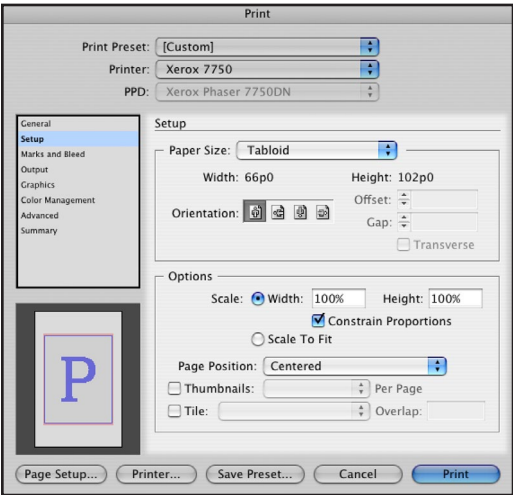 Print
Print Preset: [Custom]
Printer: Xerox 7750
PPD: Xerox Phaser 7750DN
General
Setup
Marks and Bleed
Output
Graphics
Color Management
Advanced
Summary
Setup
Paper Size: Tabloid
Width: 66p0 Height: 102p0
Orientation: Offset:
Gap:
Transverse
Options
Scale: Width: 100% Height: 100%
Constrain Proportions
Scale To Fit
Page Position: Centered
Thumbnails: Per Page
Tile: Overlap:
P
Page Setup... Printer... Save Preset... Cancel Print